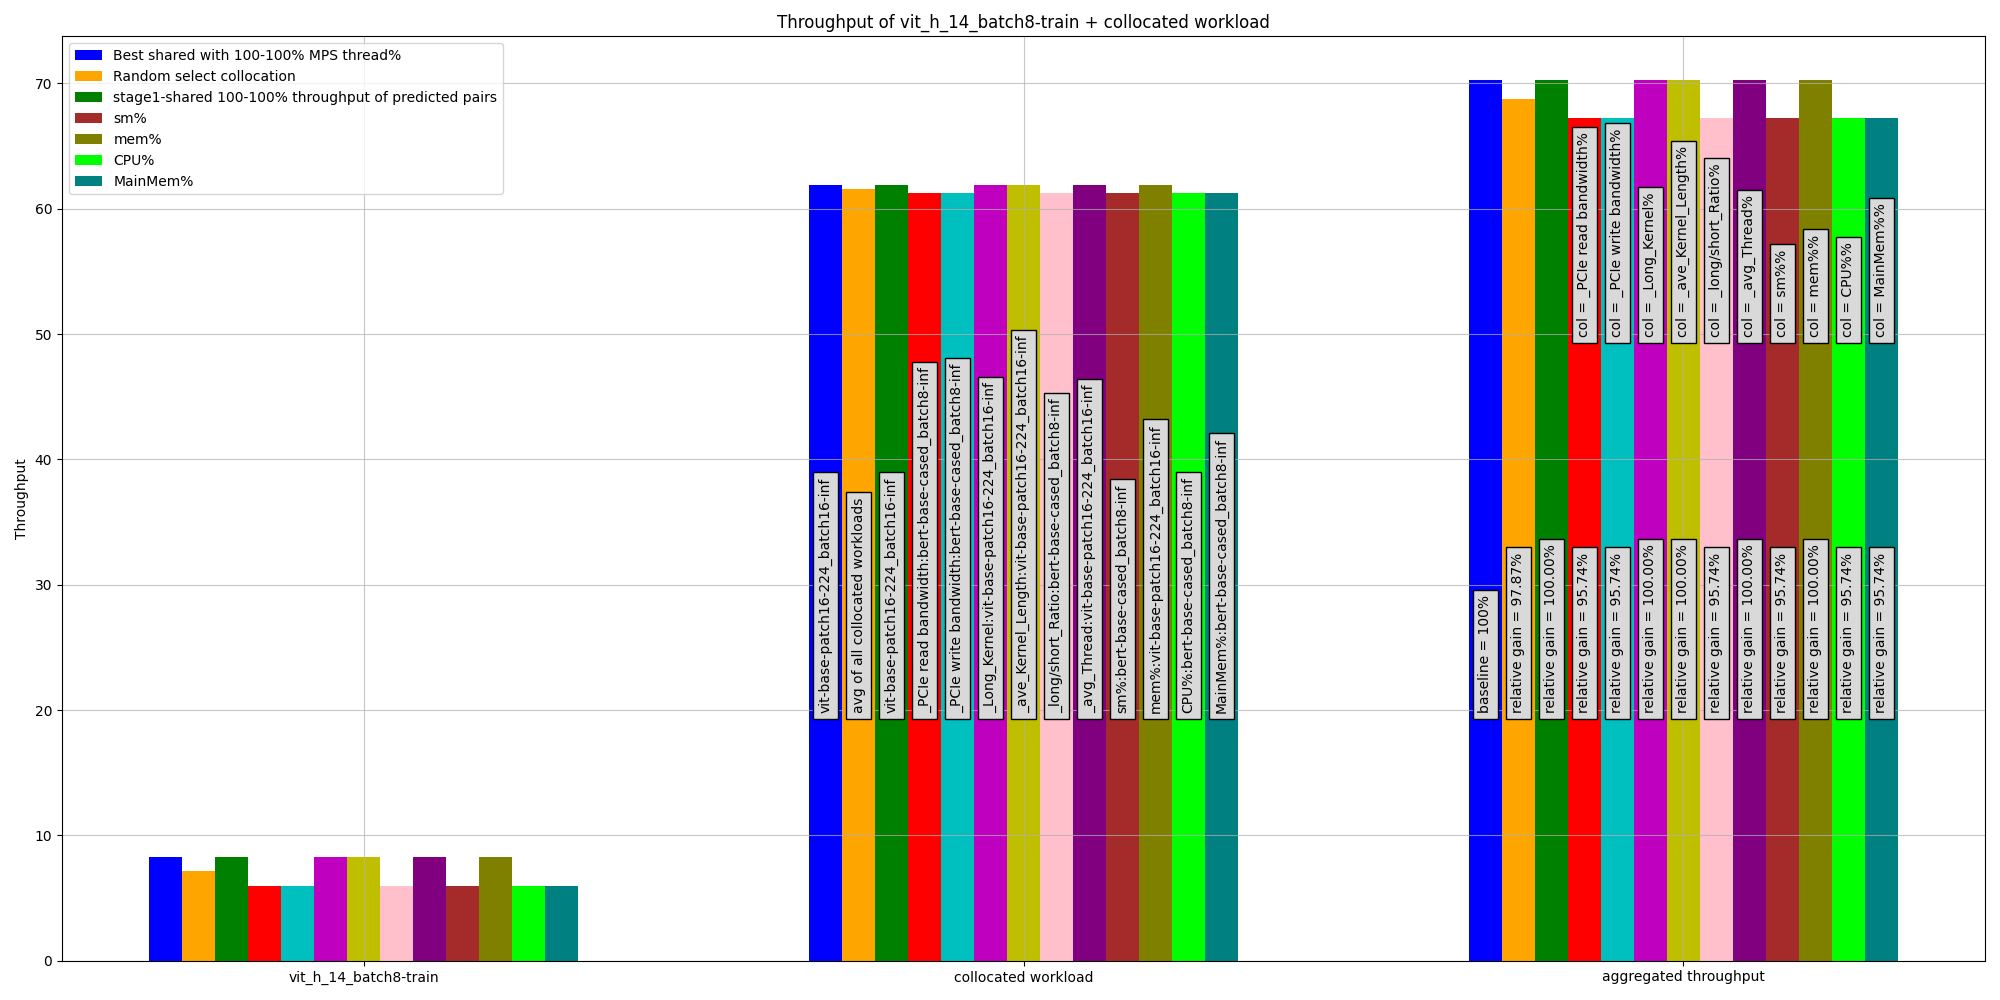 Throughput of vit_h_14_batch8-train + collocated workload
Best shared with 100-100% MPS thread%
Random select collocation
stage1-shared 100-100% throughput of predicted pairs
sm%
mem%
CPU%
MainMem%
Throughput
70
60
50
40
30
20
10
0
vit-base-patch16-224_batch16-inf
avg of all collocated workloads
vit-base-patch16-224_batch16-inf
_PCIe read bandwidth:bert-base-cased_batch8-inf
_PCIe write bandwidth:bert-base-cased_batch8-inf
_Long_Kernel:vit-base-patch16-224_batch16-inf
_ave_Kernel_Length:vit-base-patch16-224_batch16-inf
_long/short_Ratio:bert-base-cased_batch8-inf
_avg_Thread:vit-base-patch16-224_batch16-inf
sm%:bert-base-cased_batch8-inf
mem%:vit-base-patch16-224_batch16-inf
CPU%:bert-base-cased_batch8-inf
MainMem%:bert-base-cased_batch8-inf
col = _PCIe read bandwidth%
col = _PCIe write bandwidth%
col = _Long_Kernel%
col = _ave_Kernel_Length%
col = _long/short_Ratio%
col = _avg_Thread%
col = sm%%
col = mem%%
col = CPU%%
col = MainMem%%
baseline = 100%
relative gain = 97.87%
relative gain = 100.00%
relative gain = 95.74%
relative gain = 95.74%
relative gain = 100.00%
relative gain = 100.00%
relative gain = 95.74%
relative gain = 100.00%
relative gain = 95.74%
relative gain = 100.00%
relative gain = 95.74%
relative gain = 95.74%
vit_h_14_batch8-train
collocated workload
aggregated throughput